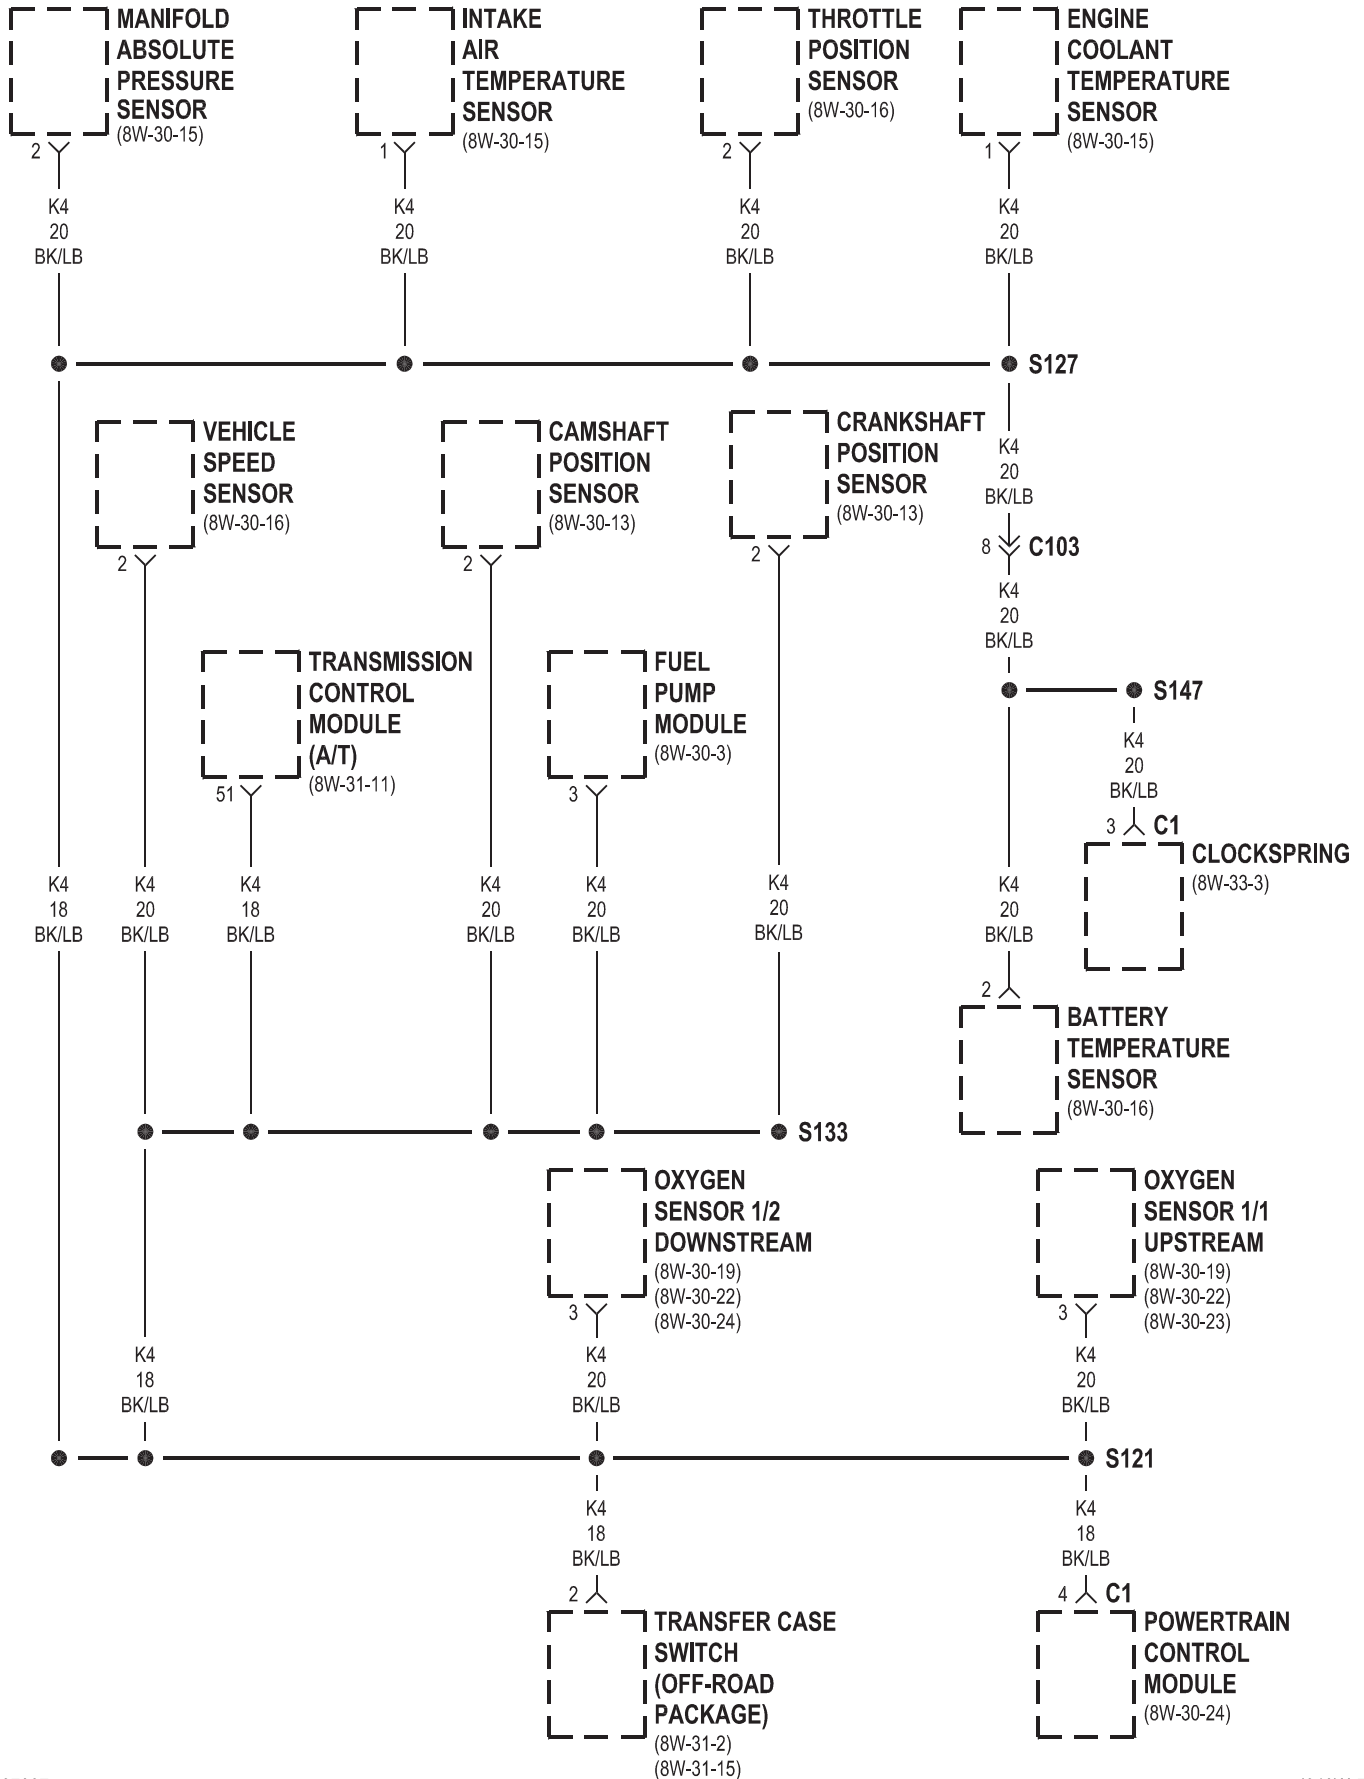 MANIFOLD
ABSOLUTE
PRESSURE
SENSOR
(8W-30-15)
2
INTAKE
AIR
TEMPERATURE
SENSOR
(8W-30-15)
1
THROTTLE
POSITION
SENSOR
(8W-30-16)
2
ENGINE
COOLANT
TEMPERATURE
SENSOR
(8W-30-15)
1
K4
20
BK/LB
K4
20
BK/LB
K4
20
BK/LB
K4
20
BK/LB
S127
VEHICLE
SPEED
SENSOR
(8W-30-16)
2
CAMSHAFT
POSITION
SENSOR
(8W-30-13)
2
CRANKSHAFT
POSITION
SENSOR
(8W-30-13)
2
K4
20
BK/LB
8
C103
K4
20
BK/LB
TRANSMISSION
CONTROL
MODULE
(A/T)
(8W-31-11)
51
FUEL
PUMP
MODULE
(8W-30-3)
3
S147
K4
20
BK/LB
3
C1
CLOCKSPRING
(8W-33-3)
K4
18
BK/LB
K4
20
BK/LB
K4
18
BK/LB
K4
20
BK/LB
K4
20
BK/LB
K4
20
BK/LB
K4
20
BK/LB
2
BATTERY
TEMPERATURE
SENSOR
(8W-30-16)
S133
OXYGEN
SENSOR 1/2
DOWNSTREAM
(8W-30-19)
(8W-30-22)
(8W-30-24)
3
OXYGEN
SENSOR 1/1
UPSTREAM
(8W-30-19)
(8W-30-22)
(8W-30-23)
3
K4
18
BK/LB
K4
20
BK/LB
K4
20
BK/LB
S121
K4
18
BK/LB
K4
18
BK/LB
2
TRANSFER CASE
SWITCH
(OFF-ROAD
PACKAGE)
(8W-31-2)
(8W-31-15)
4
C1
POWERTRAIN
CONTROL
MODULE
(8W-30-24)